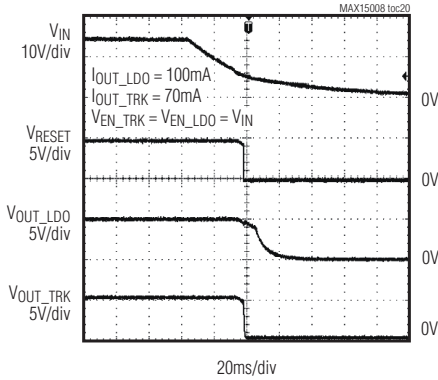 MAX15008 toc20
VIN
10V/div
IOUT_LDO = 100mA
IOUT_TRK = 70mA
VEN_TRK = VEN_LDO = VIN
0V
VRESET
5V/div
0V
VOUT_LDO
5V/div
0V
VOUT_TRK
5V/div
0V
20ms/div